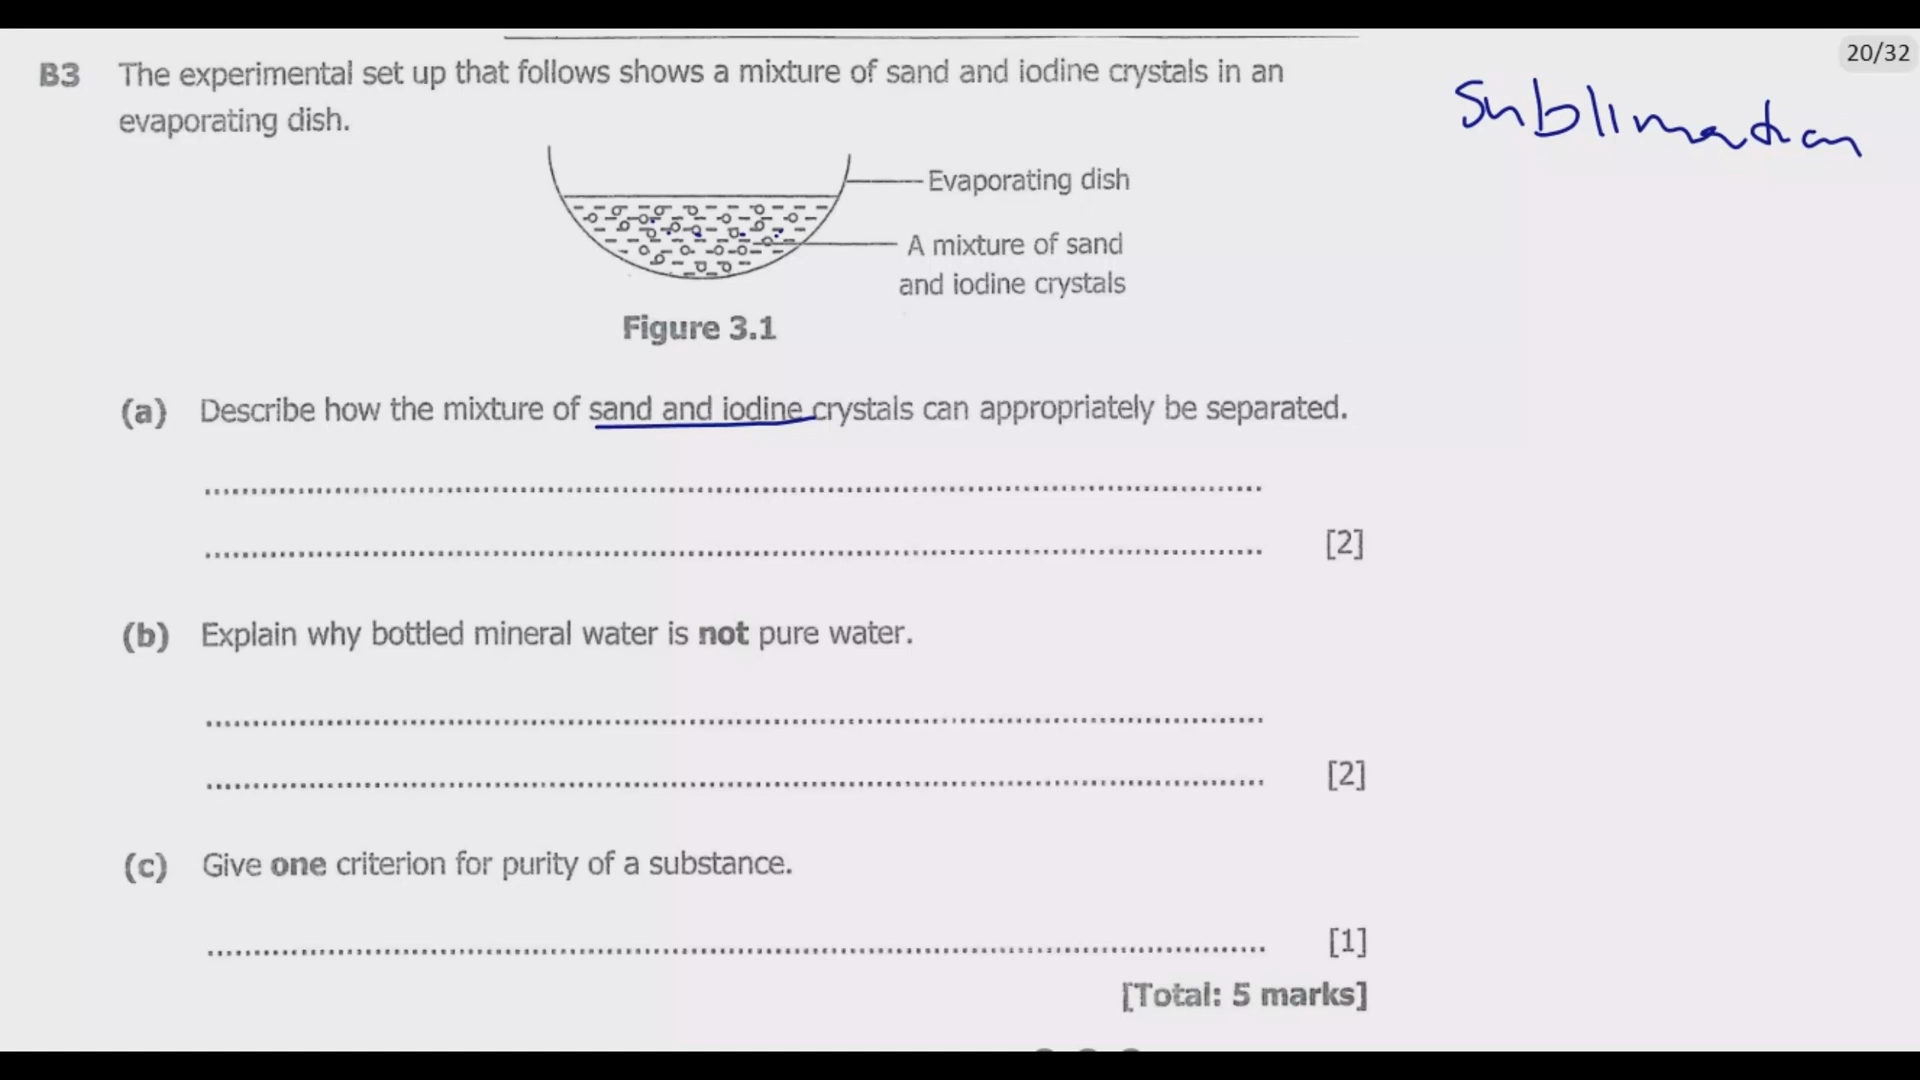 20/32
B3 The experimental set up that follows shows a mixture of sand and iodine crystals in an
evaporating dish.
Sublimation
Evaporating dish
A mixture of sand
and iodine crystals
Figure 3.1
(a) Describe how the mixture of sand and iodine crystals can appropriately be separated.
[2]
(b) Explain why bottled mineral water is not pure water.
[2]
(c) Give one criterion for purity of a substance.
[1]
[Total: 5 marks]